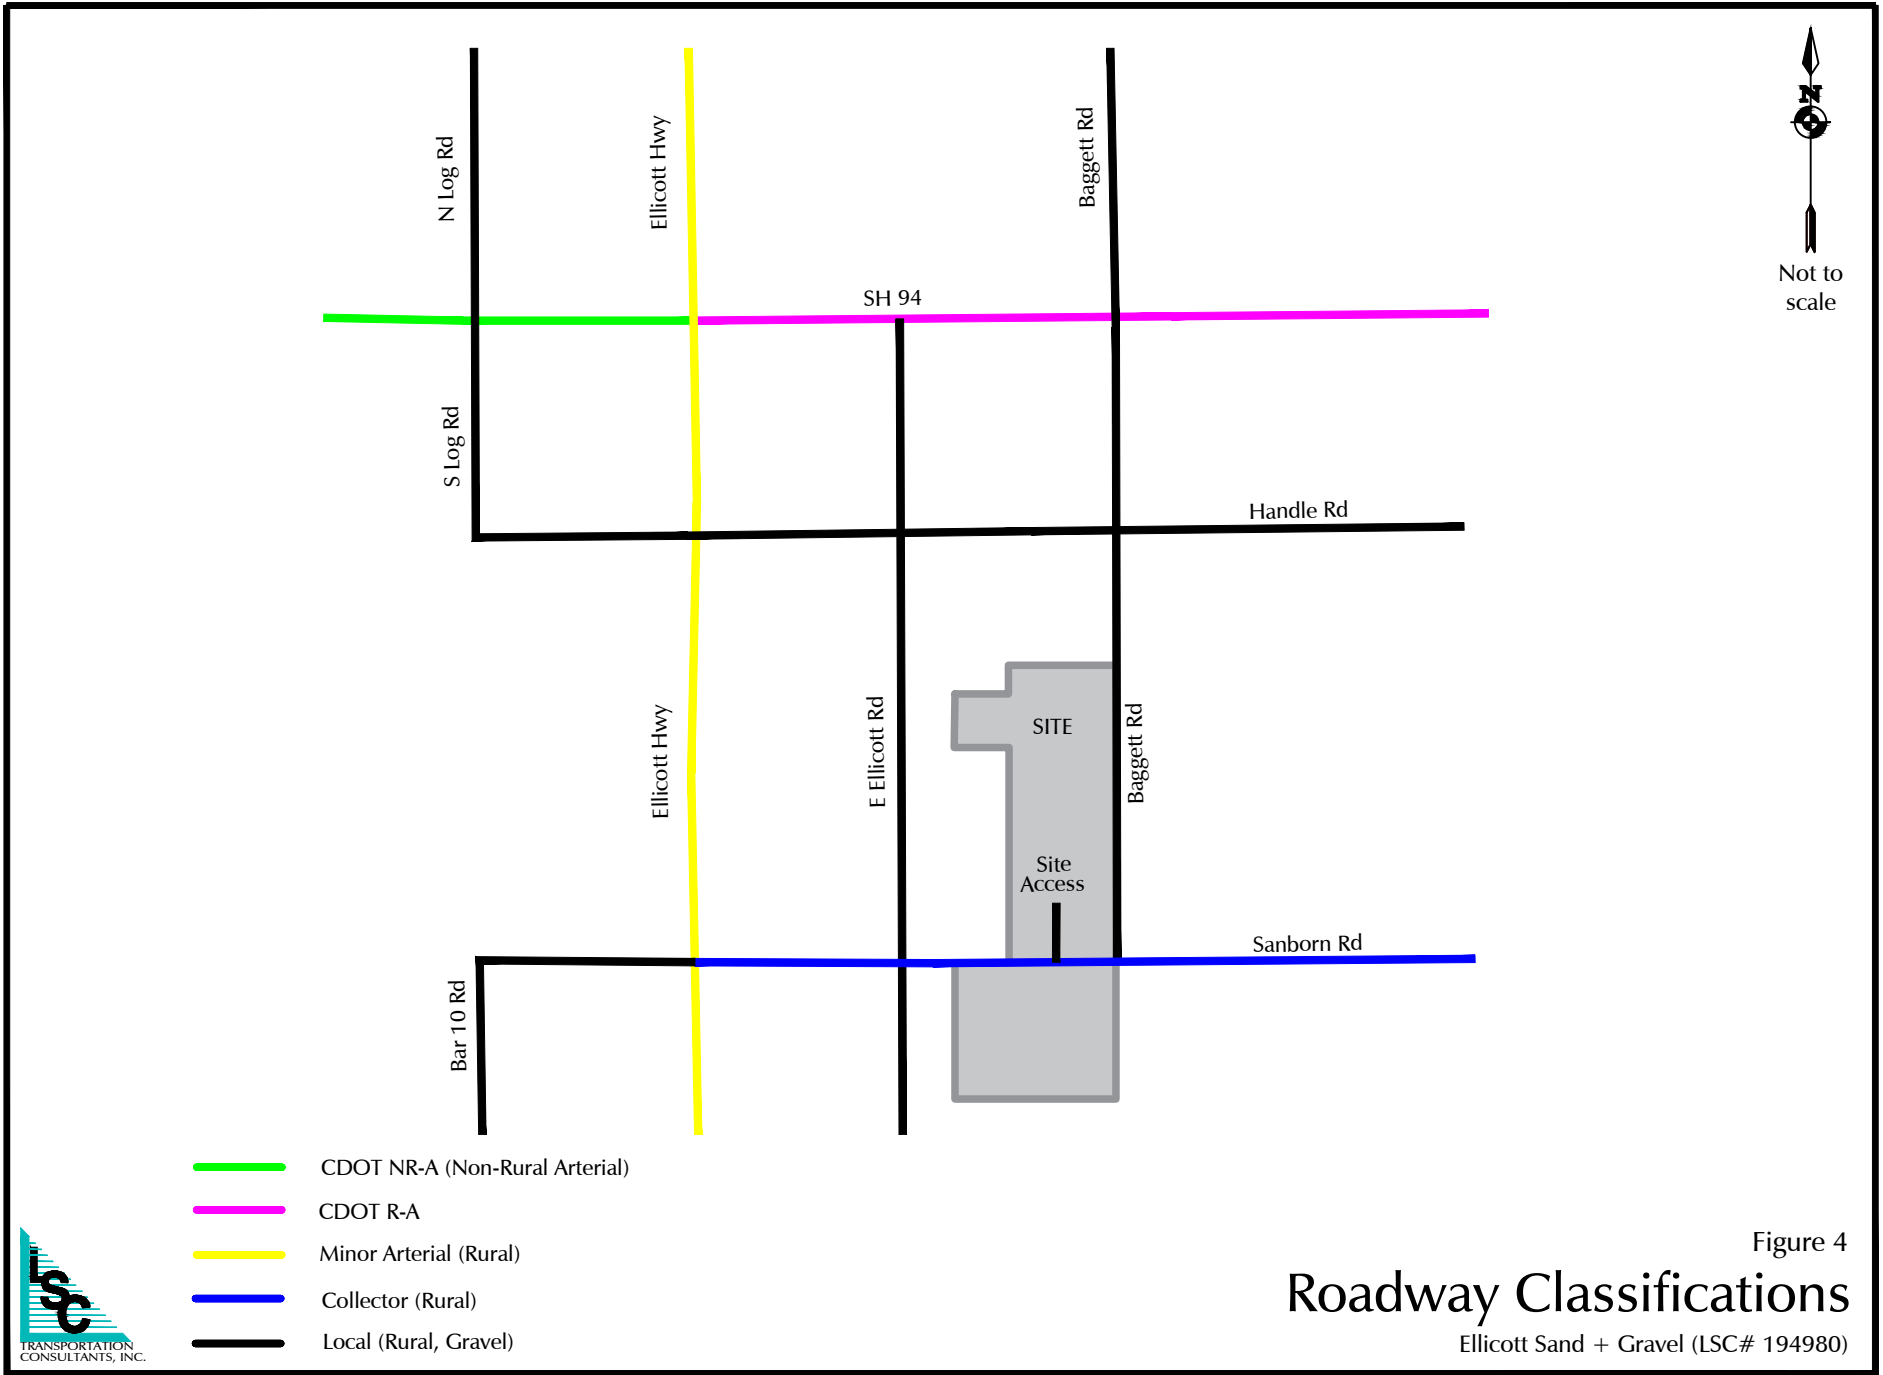 N Log Rd
Ellicott Hwy
Baggett Rd
N
Not to
scale
SH 94
S Log Rd
Handle Rd
Ellicott Hwy
E Ellicott Rd
SITE
Baggett Rd
Site
Access
Sanborn Rd
Bar 10 Rd
CDOT NR-A (Non-Rural Arterial)
CDOT R-A
Minor Arterial (Rural)
Collector (Rural)
Local (Rural, Gravel)
LSC
TRANSPORTATION
CONSULTANTS, INC.
Figure 4
Roadway Classifications
Ellicott Sand + Gravel (LSC# 194980)